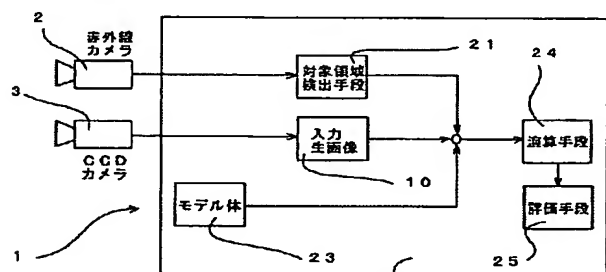 2
赤外線
カメラ
21
対象領域
検出手段
24
3
CCD
カメラ
入力
生画像
10
演算手段
モデル体
23
評価手段
25
1